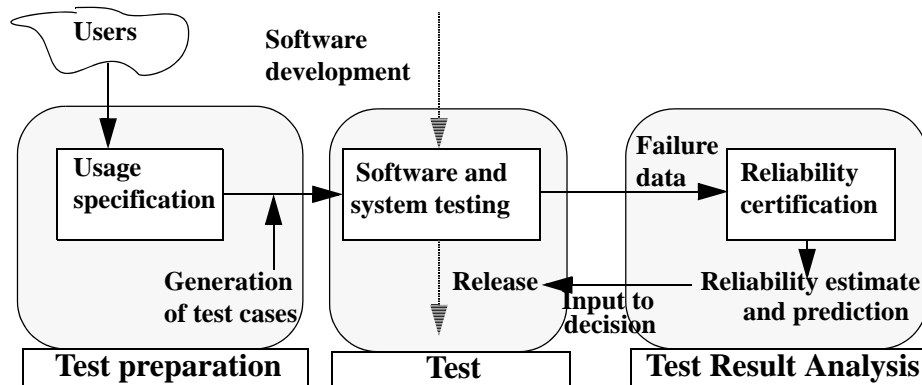 Users
Software
development
Usage
specification
Generation
of test cases
Test preparation
Software and
system testing
Release
Test
Failure
data
Input to
decision
Reliability
certification
Reliability estimate
and prediction
Test Result Analysis